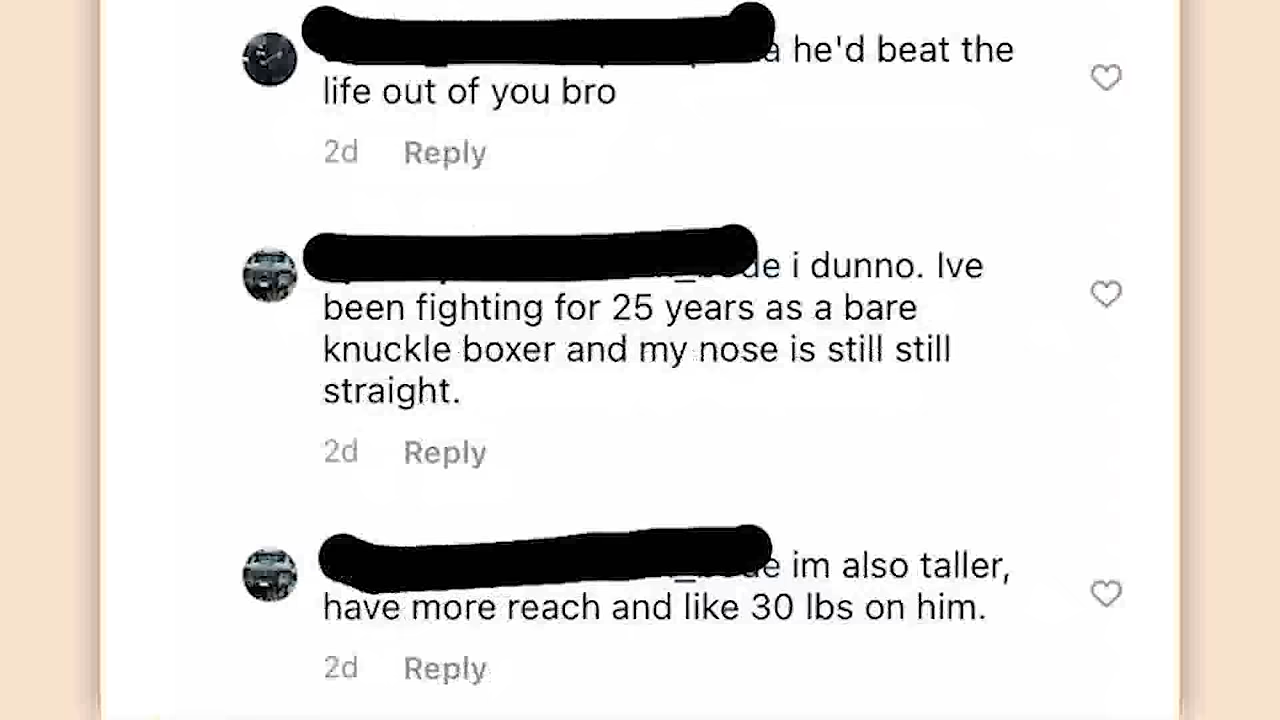 he'd beat the
life out of you bro
2d Reply
i dunno. Ive
been fighting for 25 years as a bare
knuckle boxer and my nose is still still
straight.
2d Reply
im also taller,
have more reach and like 30 lbs on him.
2d Reply